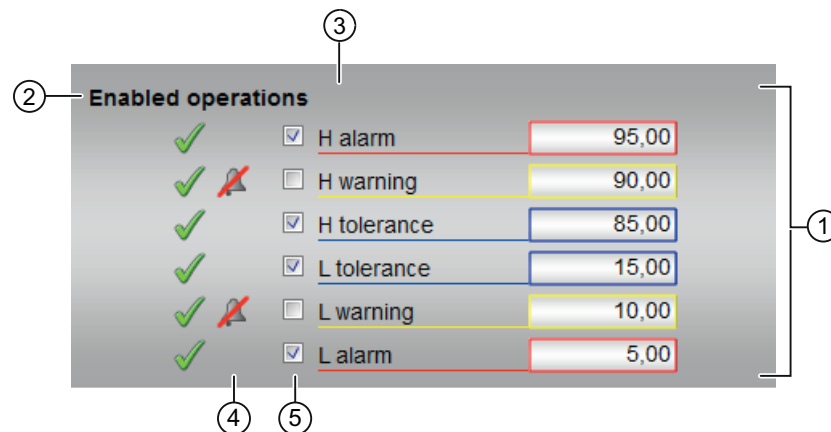 3
2 Enabled operations
H alarm 95,00
H warning 90,00
H tolerance 85,00
1
L tolerance 15,00
L warning 10,00
L alarm 5,00
4 5